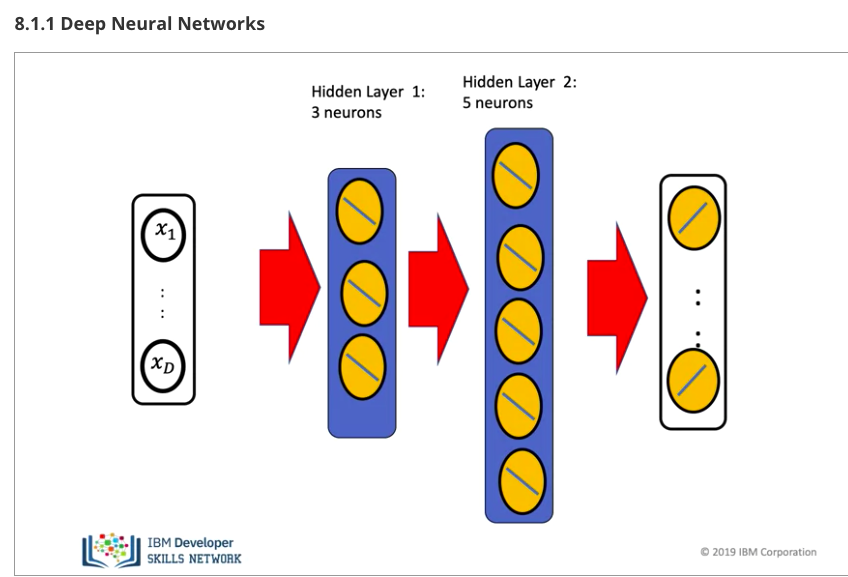 8.1.1 Deep Neural Networks
Hidden Layer 1:
3 neurons
Hidden Layer 2:
5 neurons
x₁
:
:
x_D
:
:
IBM Developer
SKILLS NETWORK
© 2019 IBM Corporation